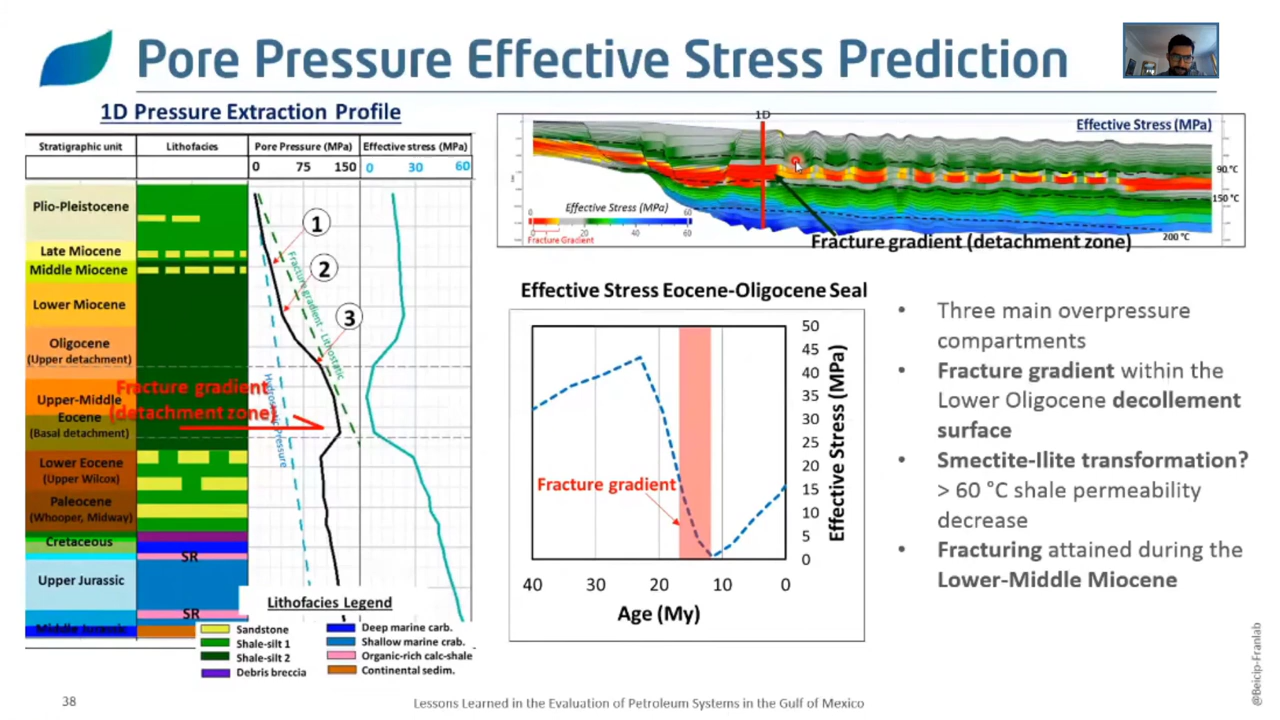 Pore Pressure Effective Stress Prediction
1D Pressure Extraction Profile
Stratigraphic unit
Lithofacies
Pore Pressure (MPa)
Effective stress (MPa)
0 75 150
0 30 60
Plio-Pleistocene
Late Miocene
Middle Miocene
Lower Miocene
Oligocene
(Upper detachment)
Upper-Middle
Eocene
(Basal detachment)
Lower Eocene
(Upper Wilcox)
Paleocene
(Whooper, Midway)
Cretaceous
Upper Jurassic
Middle Jurassic
SR
SR
1
2
3
Fracture gradient - Lithostatic
Hydrostatic Pressure
Fracture gradient
(detachment zone)
Lithofacies Legend
Sandstone
Shale-silt 1
Shale-silt 2
Debris breccia
Deep marine carb.
Shallow marine crab.
Organic-rich calc-shale
Continental sedim.
1D
Effective Stress (MPa)
90 °C
150 °C
200 °C
Effective Stress (MPa)
0 20 40 60
Fracture Gradient
Fracture gradient (detachment zone)
Effective Stress Eocene-Oligocene Seal
50
45
40
35
30
25
20
15
10
5
0
Effective Stress (MPa)
Fracture gradient
40 30 20 10 0
Age (My)
• Three main overpressure
compartments
• Fracture gradient within the
Lower Oligocene decollement
surface
• Smectite-Ilite transformation?
> 60 °C shale permeability
decrease
• Fracturing attained during the
Lower-Middle Miocene
@Beicip-Franlab
38
Lessons Learned in the Evaluation of Petroleum Systems in the Gulf of Mexico